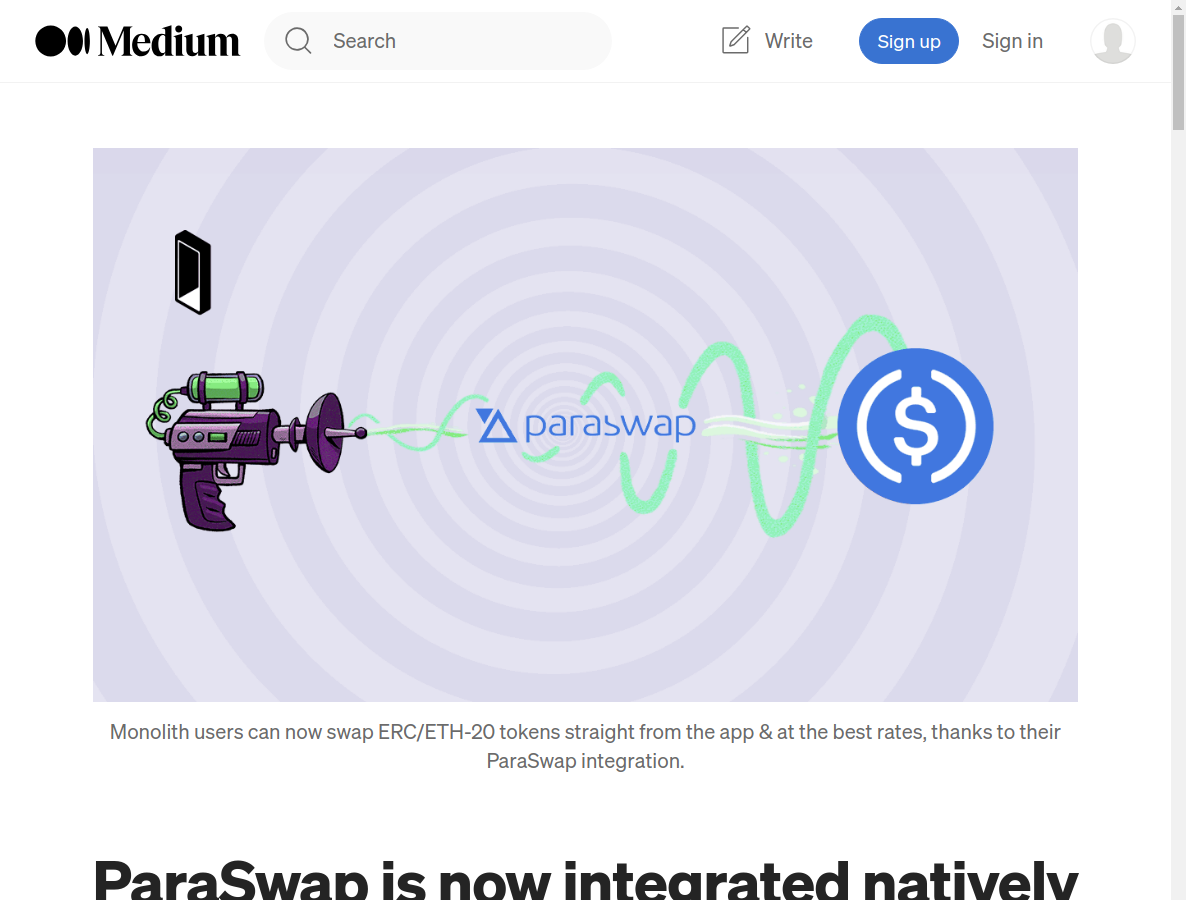 Medium
Search
Write
Sign up
Sign in
paraswap
$
Monolith users can now swap ERC/ETH-20 tokens straight from the app & at the best rates, thanks to their
ParaSwap integration.
ParaSwap is now integrated natively